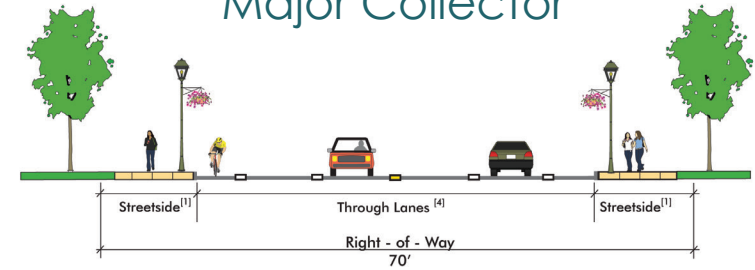 Major Collector
Streetside[1]
Through Lanes [4]
Streetside[1]
Right - of - Way
70'